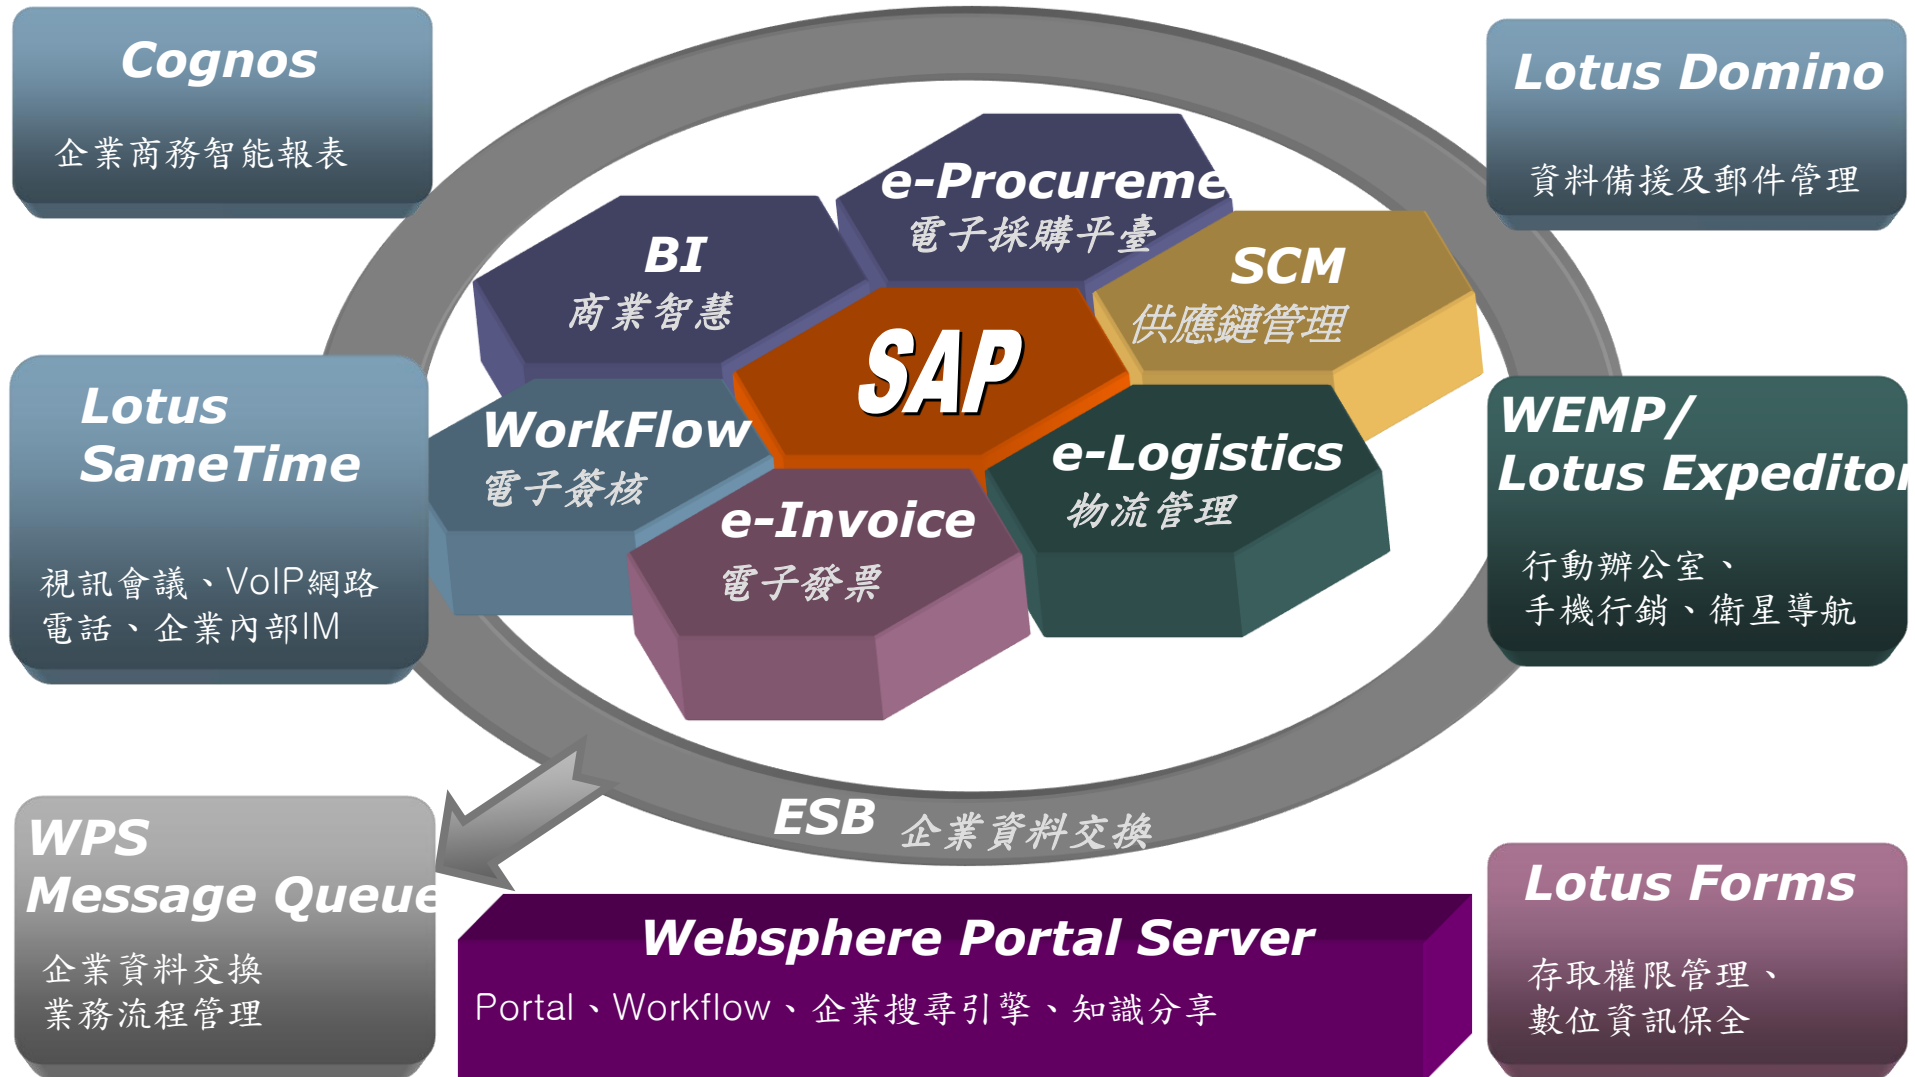 Cognos
企業商務智能報表
Lotus Domino
資料備援及郵件管理
e-Procureme
電子採購平臺
BI
商業智慧
SCM
供應鏈管理
SAP
Lotus
SameTime
視訊會議、VoIP網路
電話、企業內部IM
WorkFlow
電子簽核
e-Logistics
物流管理
e-Invoice
電子發票
WEMP/
Lotus Expeditor
行動辦公室、
手機行銷、衛星導航
ESB 企業資料交換
WPS
Message Queue
企業資料交換
業務流程管理
Websphere Portal Server
Portal、Workflow、企業搜尋引擎、知識分享
Lotus Forms
存取權限管理、
數位資訊保全